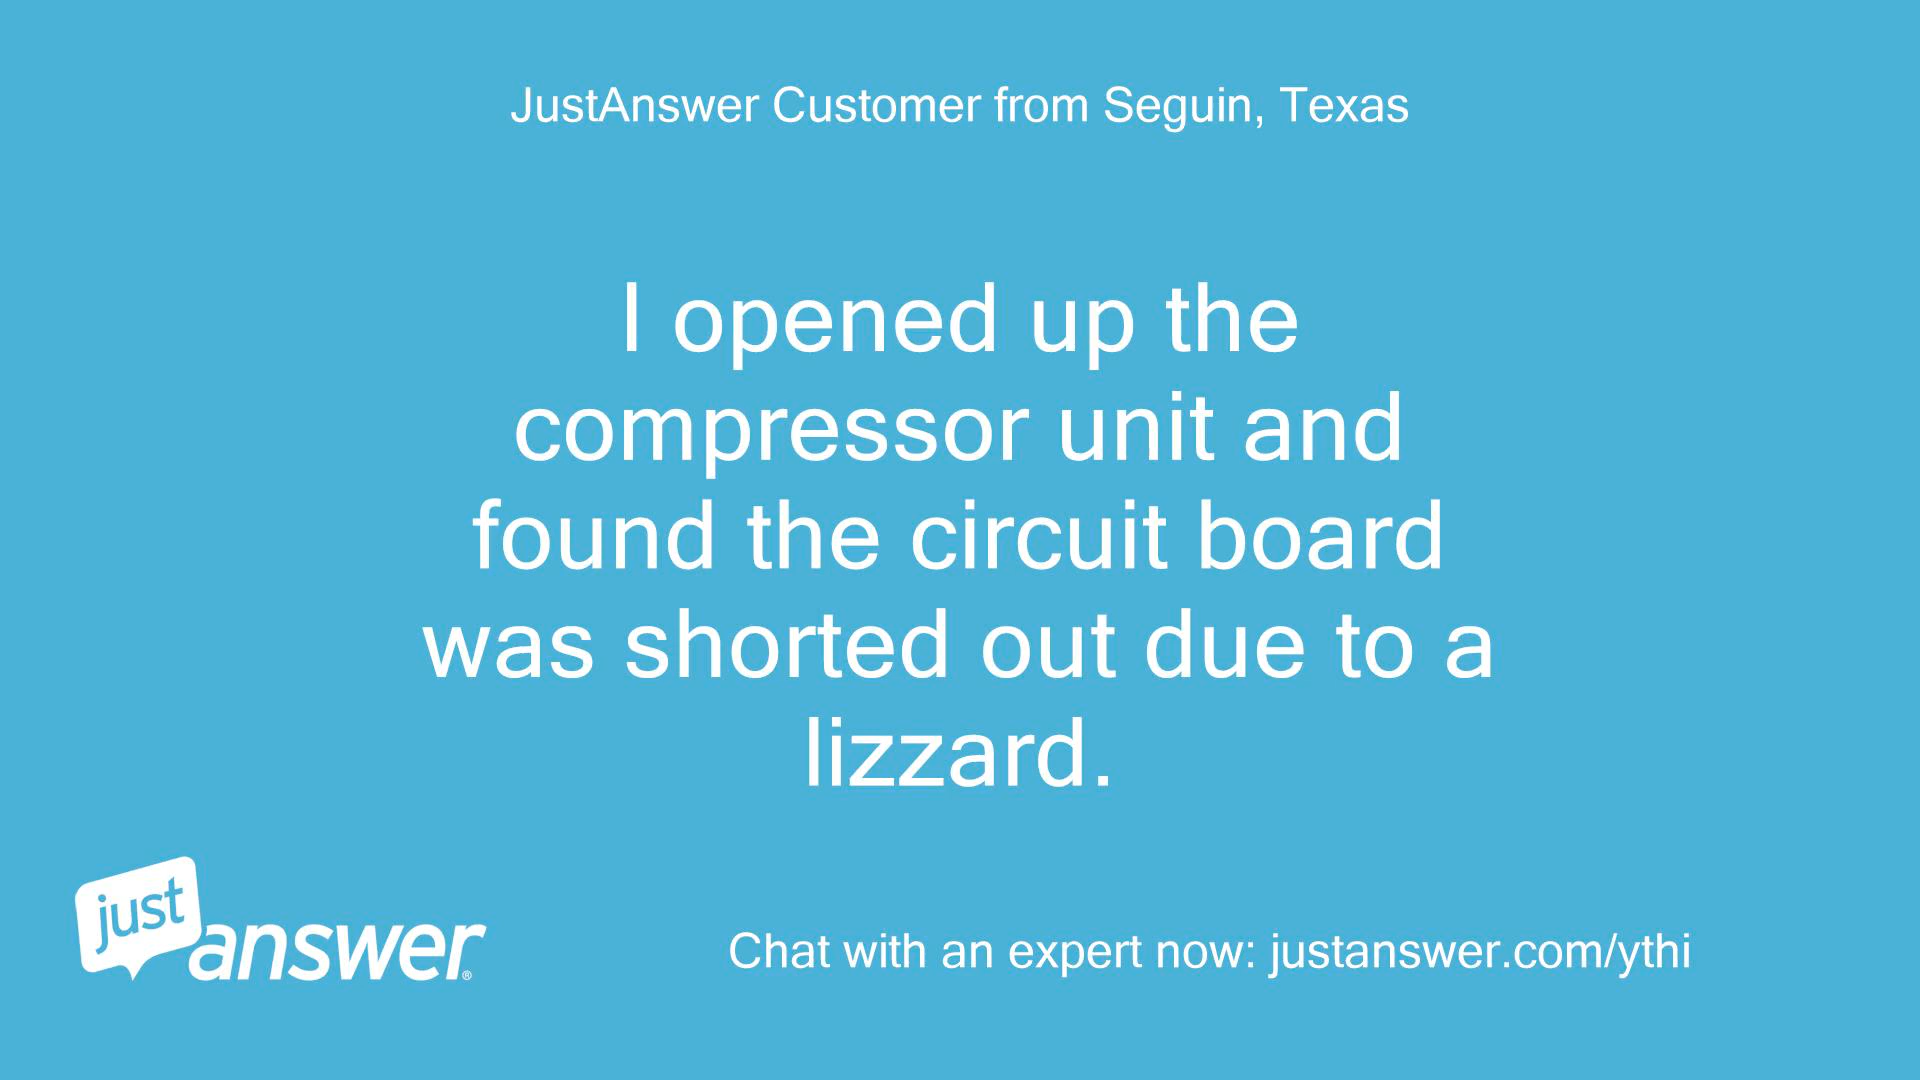 JustAnswer Customer from Seguin, Texas
I opened up the
compressor unit and
found the circuit board
was shorted out due to a
lizzard.
just
answer®
Chat with an expert now: justanswer.com/ythi